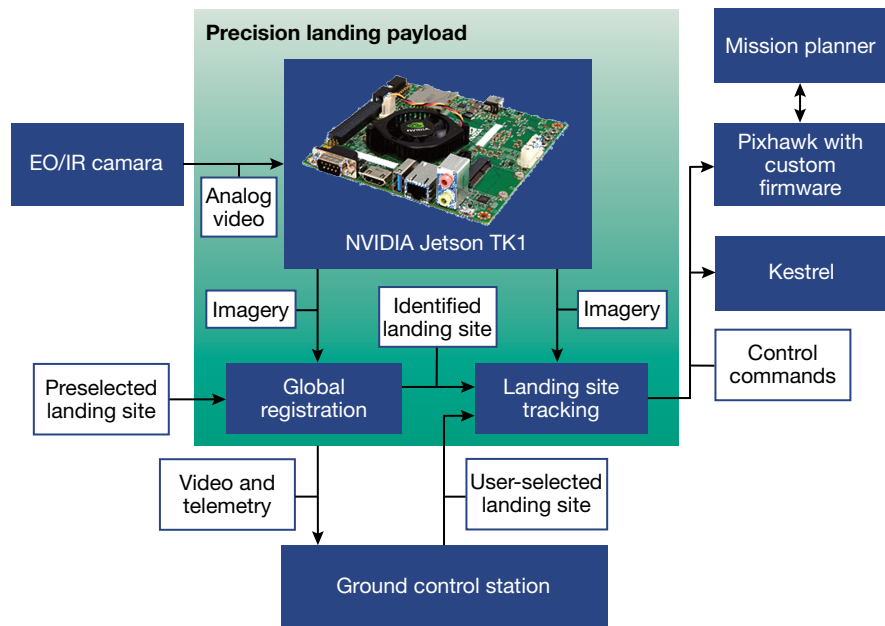 Precision landing payload
Mission planner
EO/IR camara
Analog
video
NVIDIA
NVIDIA Jetson TK1
Pixhawk with
custom
firmware
Kestrel
Imagery
Identified
landing site
Imagery
Control
commands
Preselected
landing site
Global
registration
Landing site
tracking
Video and
telemetry
User-selected
landing site
Ground control station